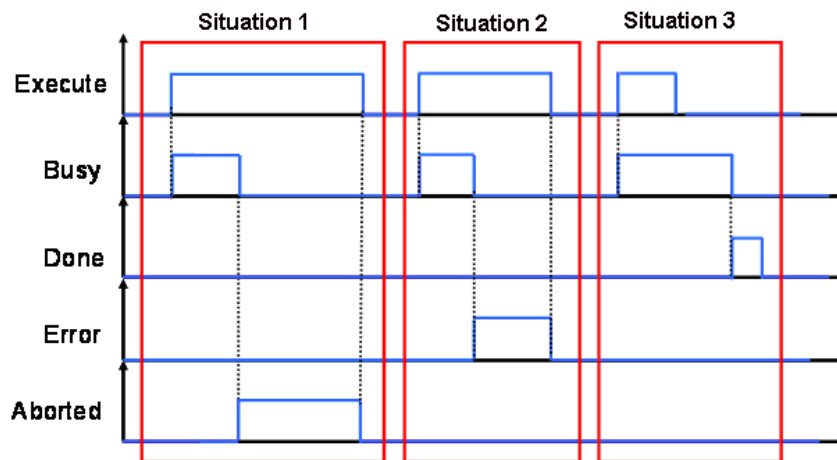 Situation 1
Situation 2
Situation 3
Execute
Busy
Done
Error
Aborted